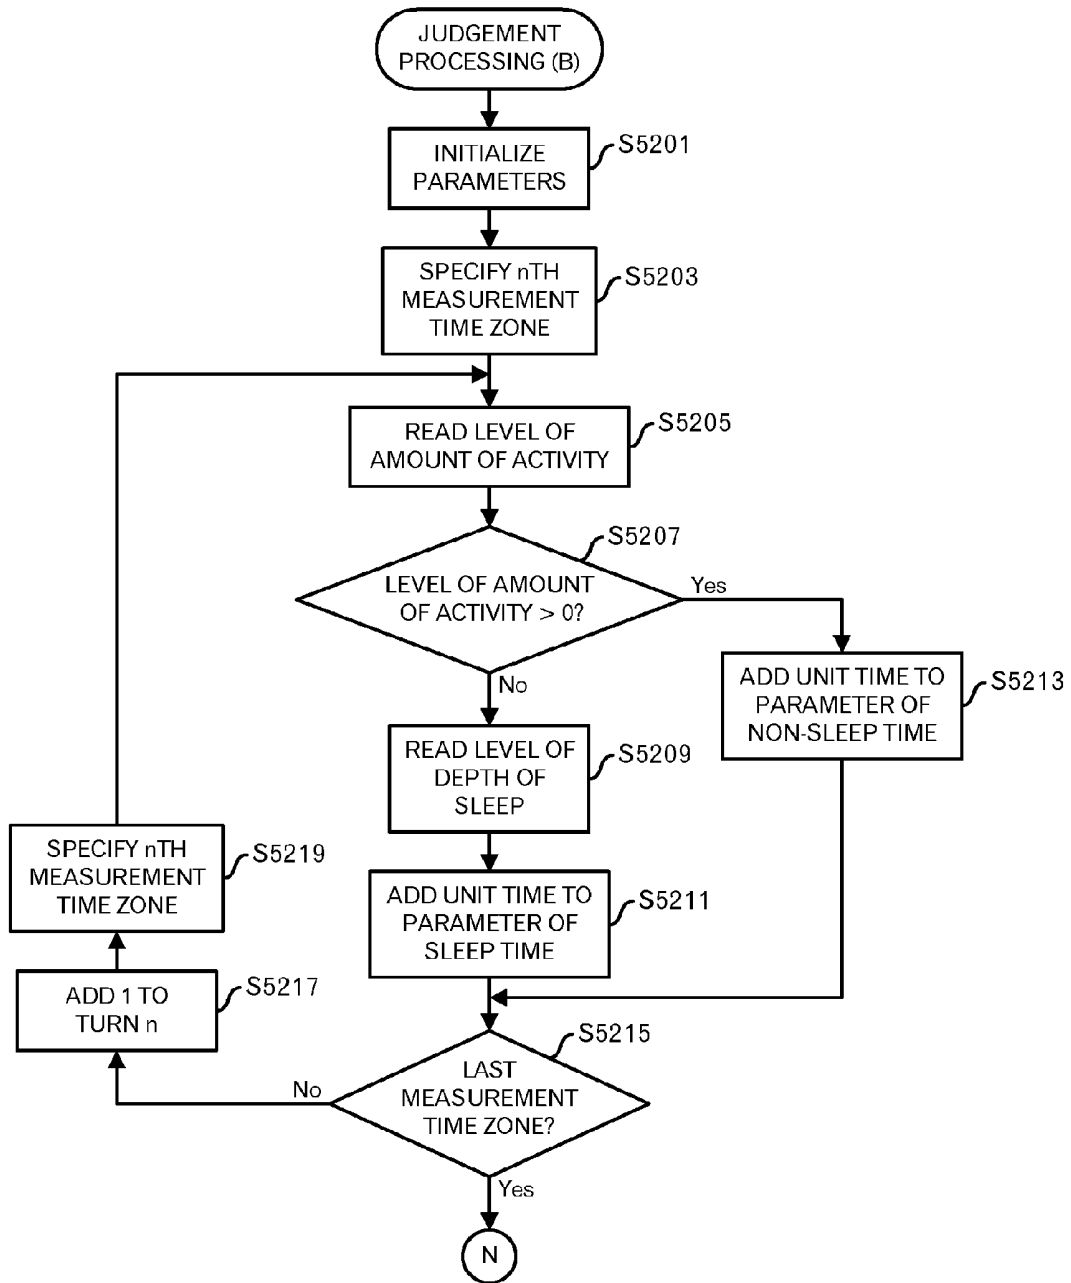 JUDGEMENT
PROCESSING (B)
INITIALIZE
PARAMETERS
S5201
SPECIFY nTH
MEASUREMENT
TIME ZONE
S5203
READ LEVEL OF
AMOUNT OF ACTIVITY
S5205
LEVEL OF AMOUNT
OF ACTIVITY > 0?
S5207
Yes
No
ADD UNIT TIME TO
PARAMETER OF
NON-SLEEP TIME
S5213
READ LEVEL OF
DEPTH OF
SLEEP
S5209
ADD UNIT TIME TO
PARAMETER OF
SLEEP TIME
S5211
SPECIFY nTH
MEASUREMENT
TIME ZONE
S5219
ADD 1 TO
TURN n
S5217
LAST
MEASUREMENT
TIME ZONE?
S5215
No
Yes
N